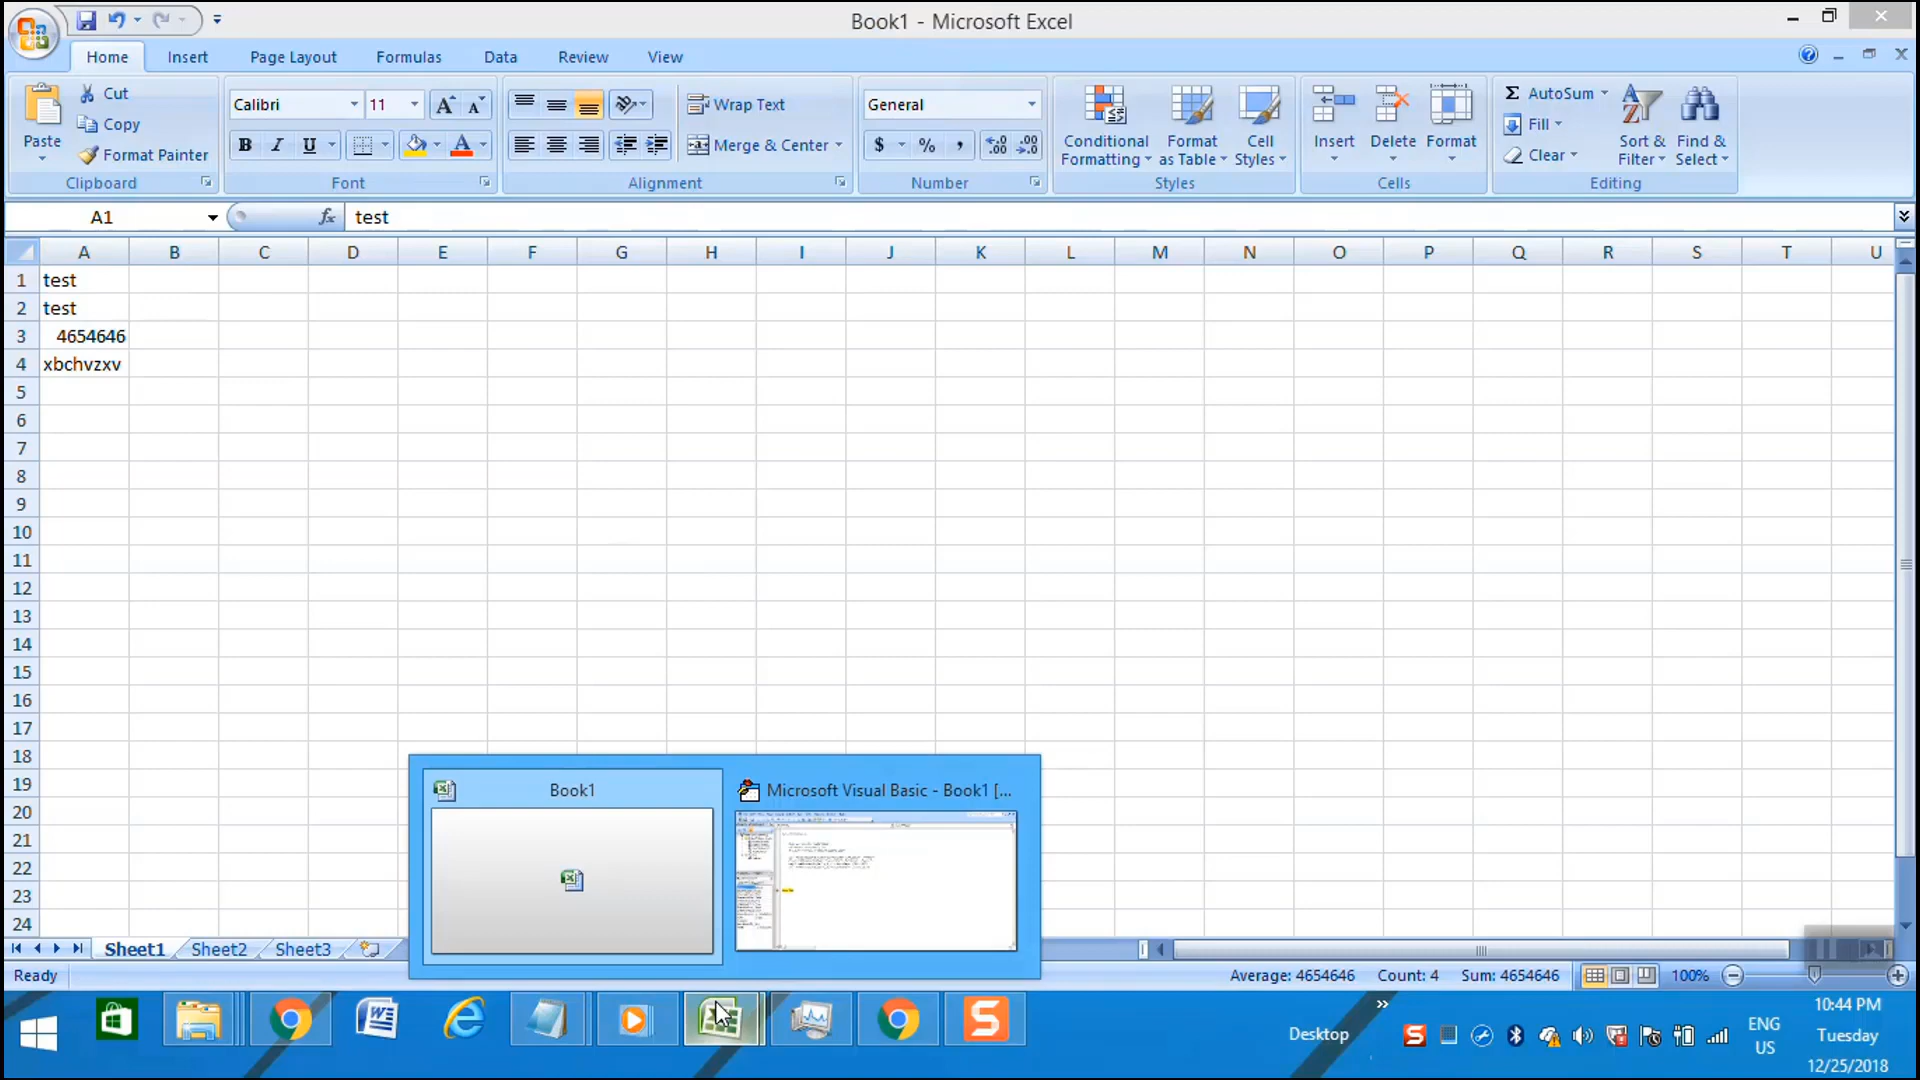 Book1 - Microsoft Excel
Home Insert Page Layout Formulas Data Review View
Paste
Cut
Copy
Format Painter
Clipboard
Calibri 11
B I U
Font
Wrap Text
Merge & Center
Alignment
General
$ % ,
Number
Conditional Formatting
Format as Table
Cell Styles
Styles
Insert Delete Format
Cells
Σ AutoSum
Fill
Clear
Sort & Filter
Find & Select
Editing
A1 fx test
A B C D E F G H I J K L M N O P Q R S T U
1 test
2 test
3 4654646
4 xbchvzxv
5
6
7
8
9
10
11
12
13
14
15
16
17
18
19
20
21
22
23
24
Book1
Microsoft Visual Basic - Book1 [...
Sheet1 Sheet2 Sheet3
Ready Average: 4654646 Count: 4 Sum: 4654646 100%
Desktop
ENG
US
10:44 PM
Tuesday
12/25/2018